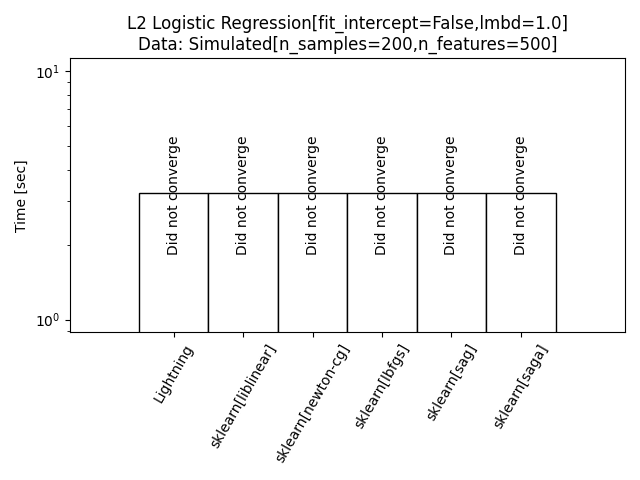 L2 Logistic Regression[fit_intercept=False,lmbd=1.0]
Data: Simulated[n_samples=200,n_features=500]
Time [sec]
10¹
10⁰
Did not converge
Did not converge
Did not converge
Did not converge
Did not converge
Did not converge
Lightning
sklearn[liblinear]
sklearn[newton-cg]
sklearn[lbfgs]
sklearn[sag]
sklearn[saga]